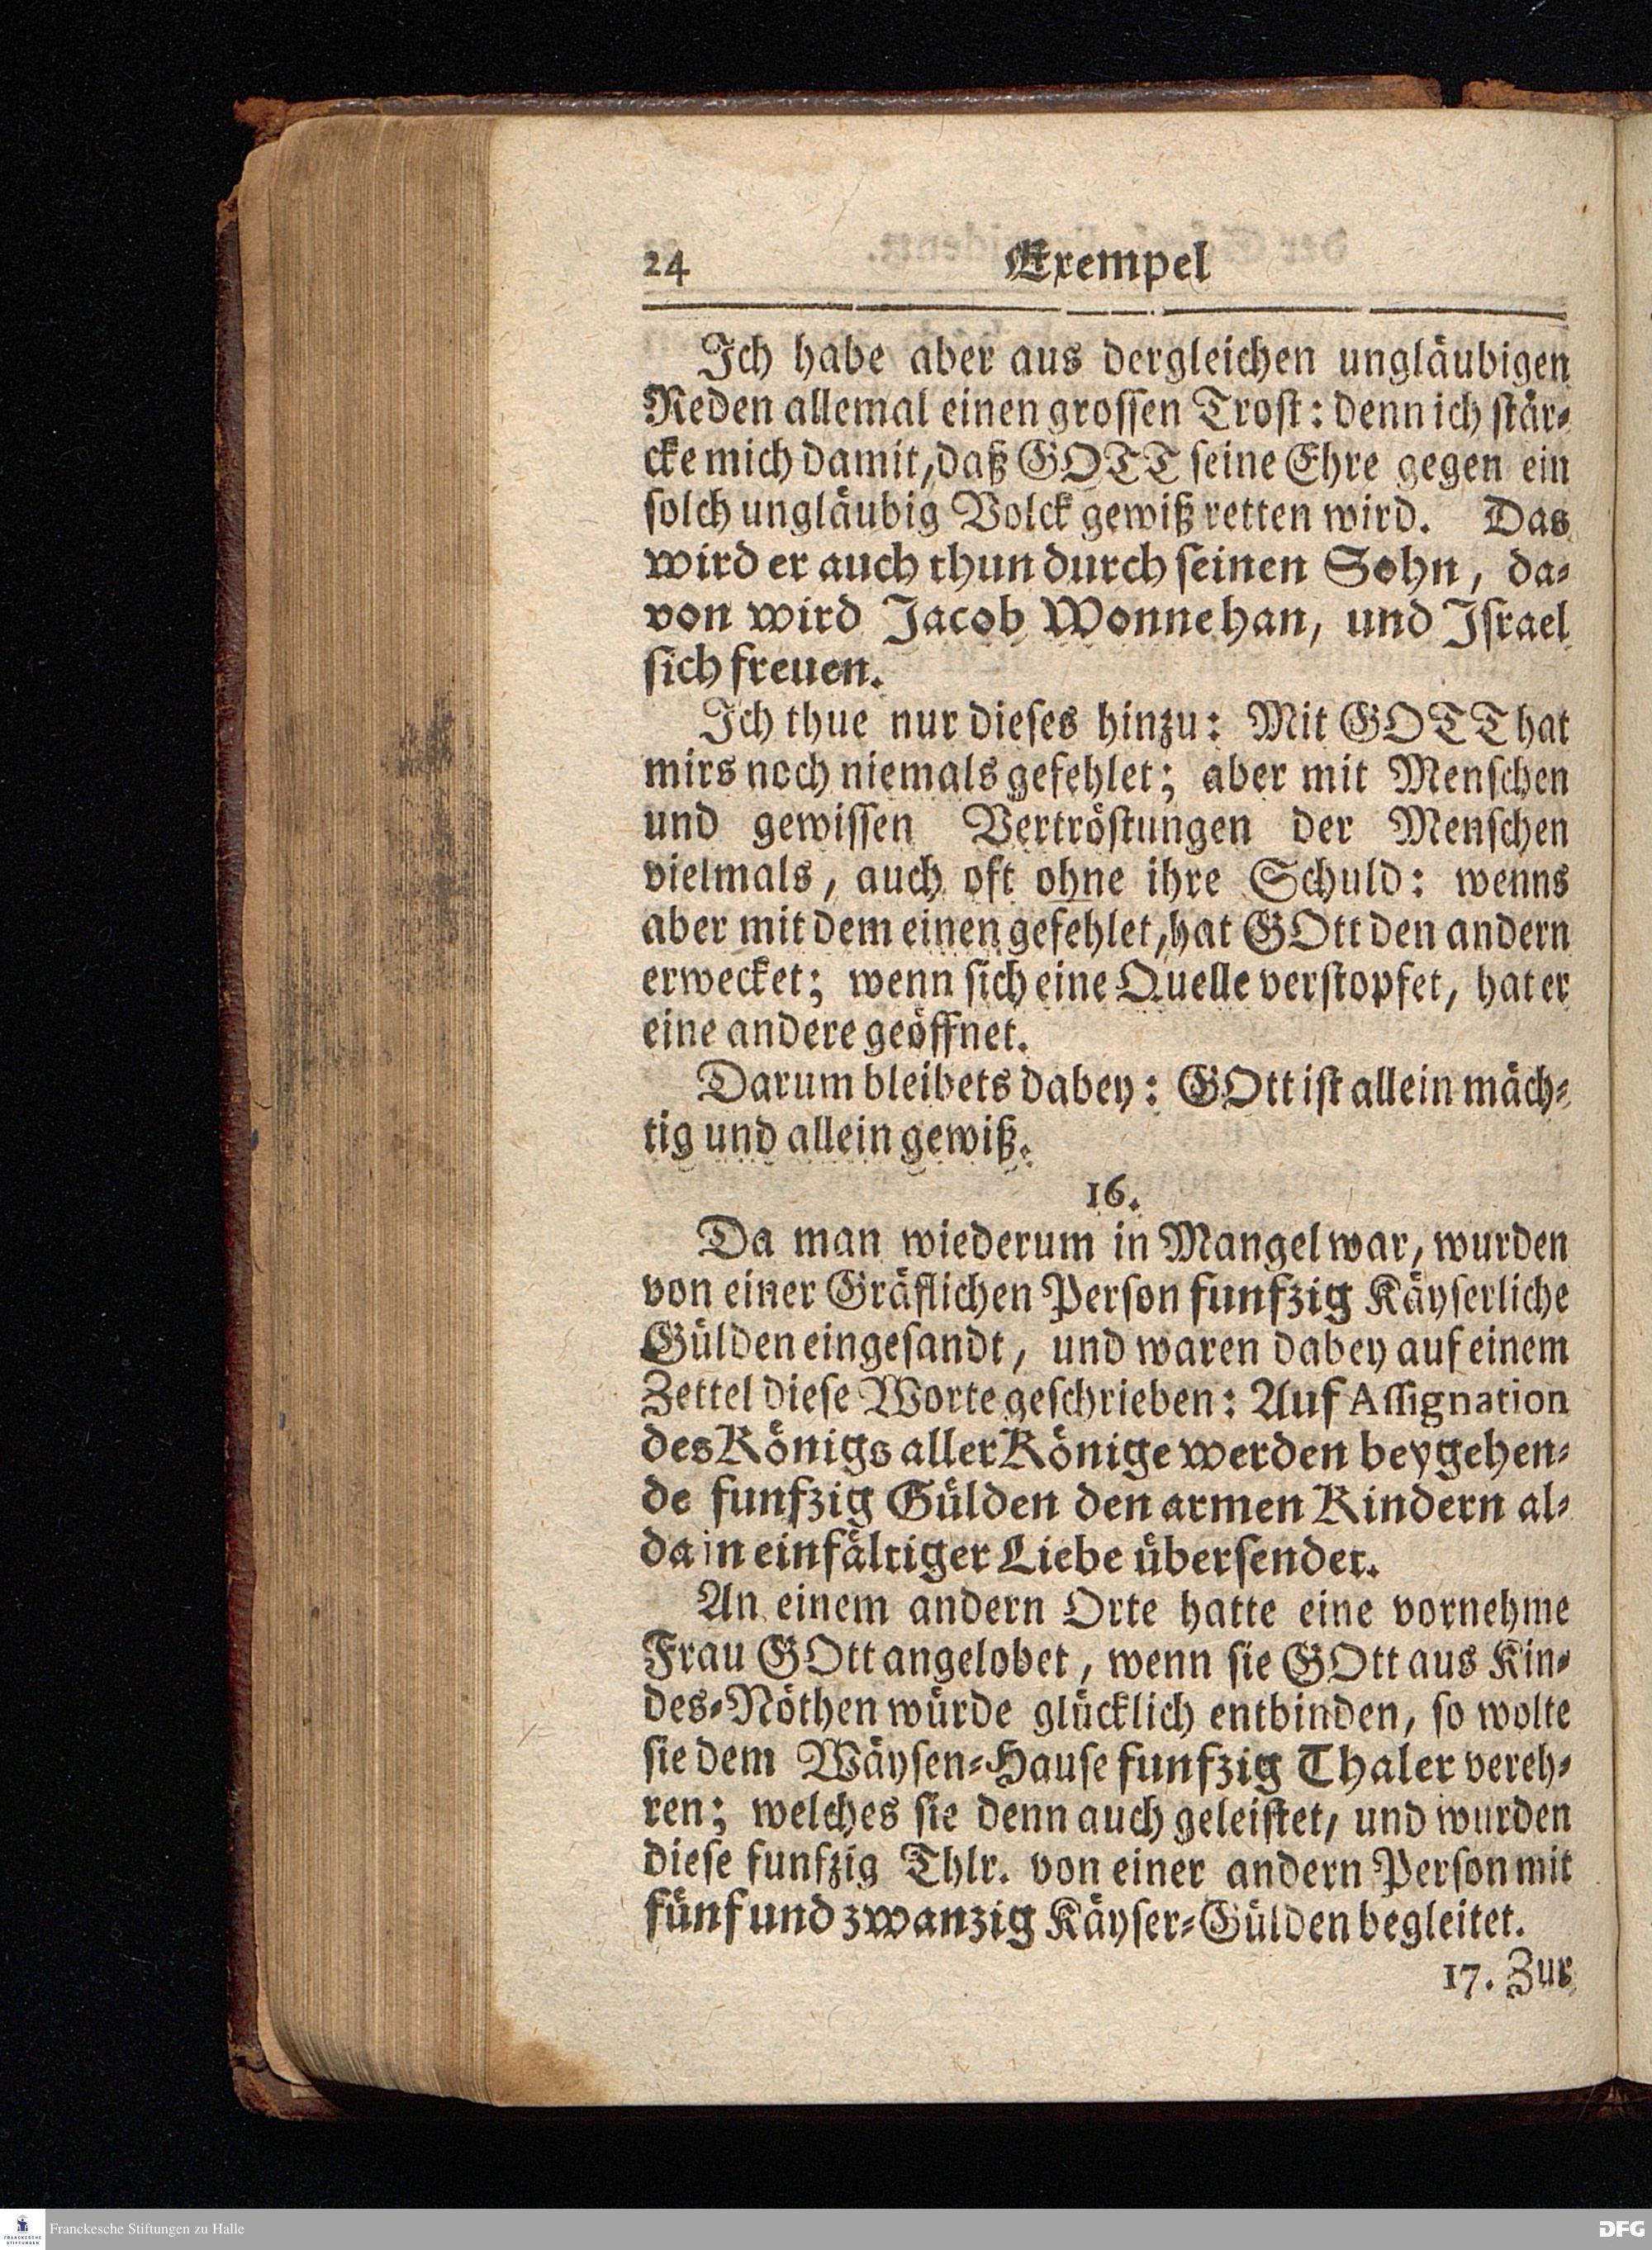 24 Exempel
Ich habe aber aus dergleichen ungläubigen
Reden allemal einen grossen Trost: denn ich stär-
cke mich damit, daß GOTT seine Ehre gegen ein
solch ungläubig Volck gewiß retten wird. Das
wird er auch thun durch seinen Sohn, da-
von wird Jacob Wonne han, und Israel
sich freuen.
Ich thue nur dieses hinzu: Mit GOTT hat
mirs noch niemals gefehlet; aber mit Menschen
und gewissen Vertröstungen der Menschen
vielmals, auch oft ohne ihre Schuld: wenns
aber mit dem einen gefehlet, hat GOtt den andern
erwecket; wenn sich eine Quelle verstopfet, hat er
eine andere geöffnet.
Darum bleibets dabey: GOtt ist allein mäch-
tig und allein gewiß.
16.
Da man wiederum in Mangel war, wurden
von einer Gräflichen Person funfzig Käyserliche
Gülden eingesandt, und waren dabey auf einem
Zettel diese Worte geschrieben: Auf Assignation
des Königs aller Könige werden beygehen-
de funfzig Gülden den armen Kindern al-
da in einfältiger Liebe übersendet.
An einem andern Orte hatte eine vornehme
Frau GOtt angelobet, wenn sie GOtt aus Kin-
des-Nöthen würde glücklich entbinden, so wolte
sie dem Wäysen-Hause funfzig Thaler vereh-
ren; welches sie denn auch geleistet, und wurden
diese funfzig Thlr. von einer andern Person mit
fünf und zwanzig Käyser-Gülden begleitet.
17. Zur
Franckesche Stiftungen zu Halle
FRANCKESCHE
STIFTUNGEN
DFG